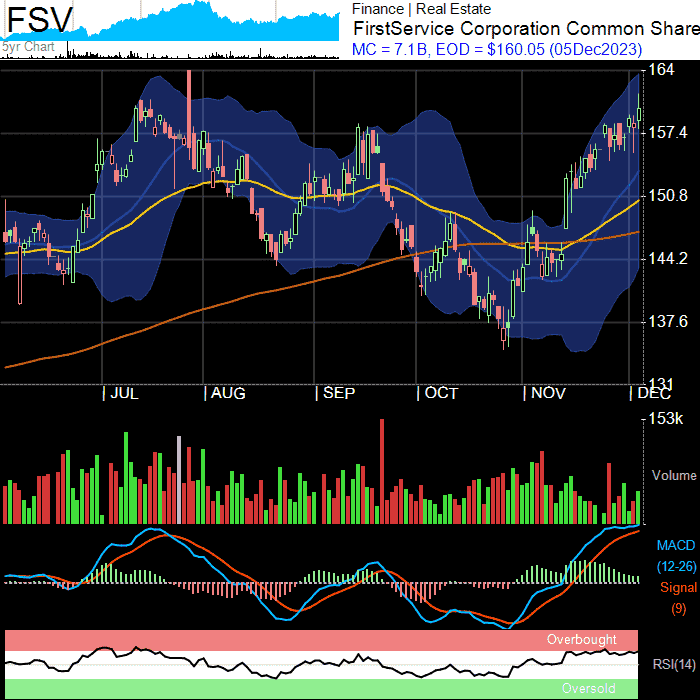 FSV
5yr Chart
Finance | Real Estate
FirstService Corporation Common Share
MC = 7.1B, EOD = $160.05 (05Dec2023)
164
157.4
150.8
144.2
137.6
131
JUL AUG SEP OCT NOV DEC
153k
Volume
MACD
(12-26)
Signal
(9)
Overbought
RSI(14)
Oversold